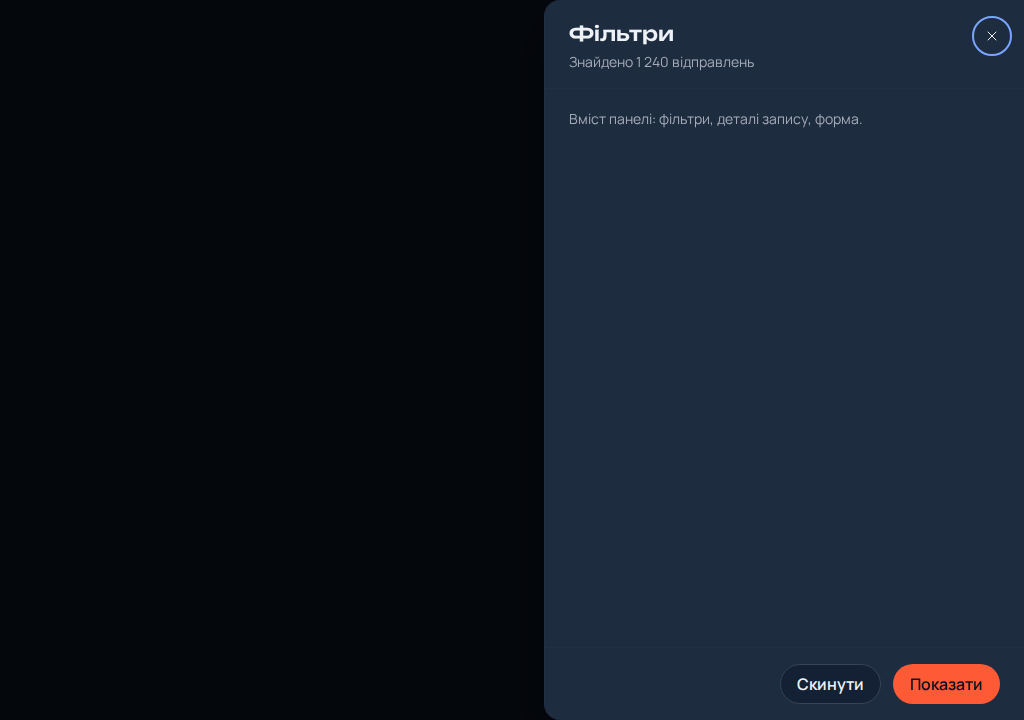 Фільтри
Знайдено 1 240 відправлень
Вміст панелі: фільтри, деталі запису, форма.
Скинути
Показати